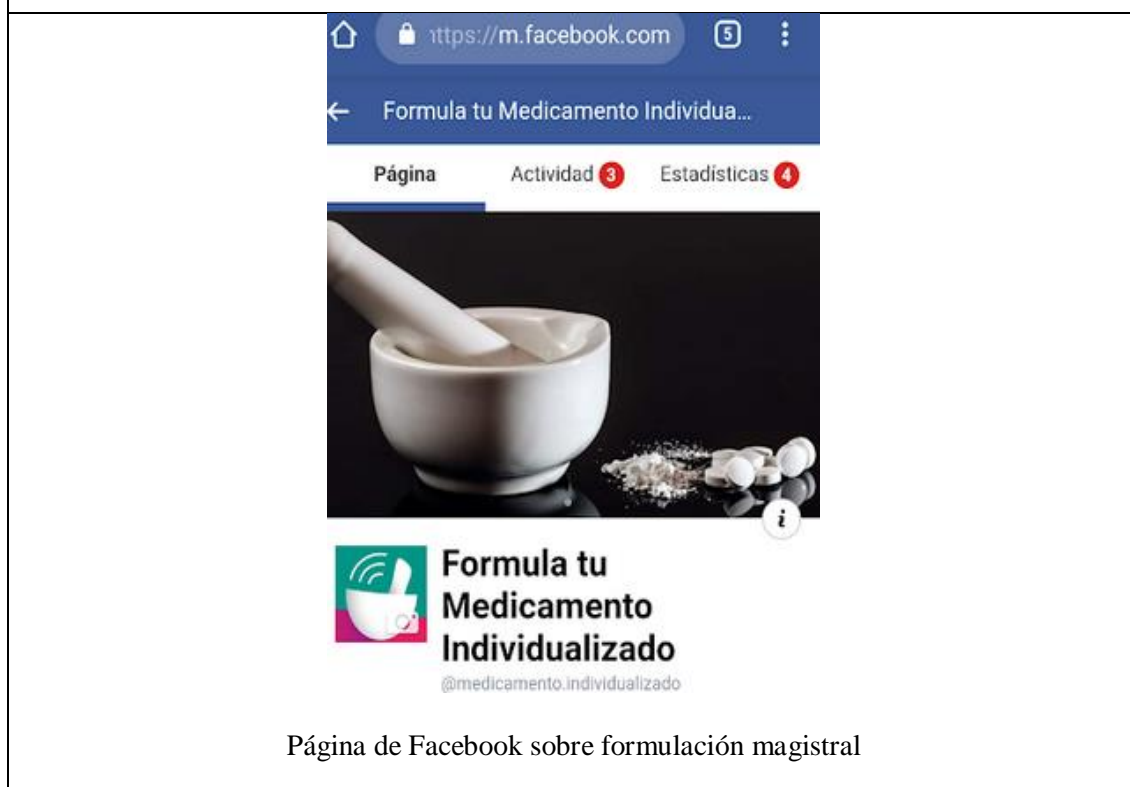 https://m.facebook.com 5
Formula tu Medicamento Individua...
Página Actividad 3 Estadísticas 4
i
Formula tu
Medicamento
Individualizado
@medicamento.individualizado
Página de Facebook sobre formulación magistral